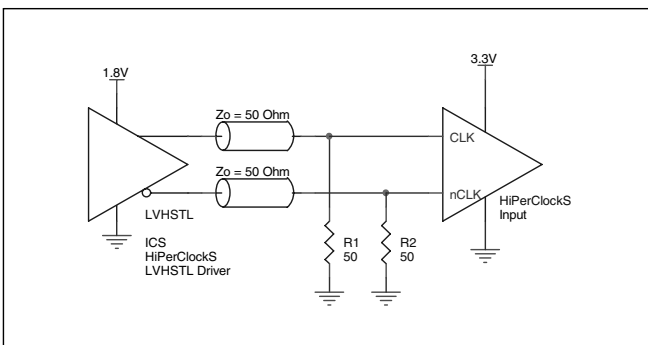 1.8V
3.3V
Zo = 50 Ohm
CLK
Zo = 50 Ohm
nCLK
HiPerClockS
Input
LVHSTL
ICS
HiPerClockS
LVHSTL Driver
R1
50
R2
50